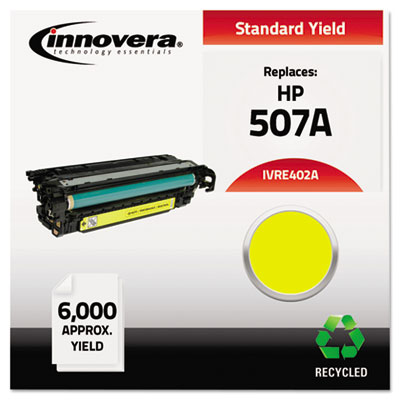 innovera
technology essentials
Standard Yield
Replaces:
HP
507A
IVRE402A
6,000
APPROX.
YIELD
RECYCLED